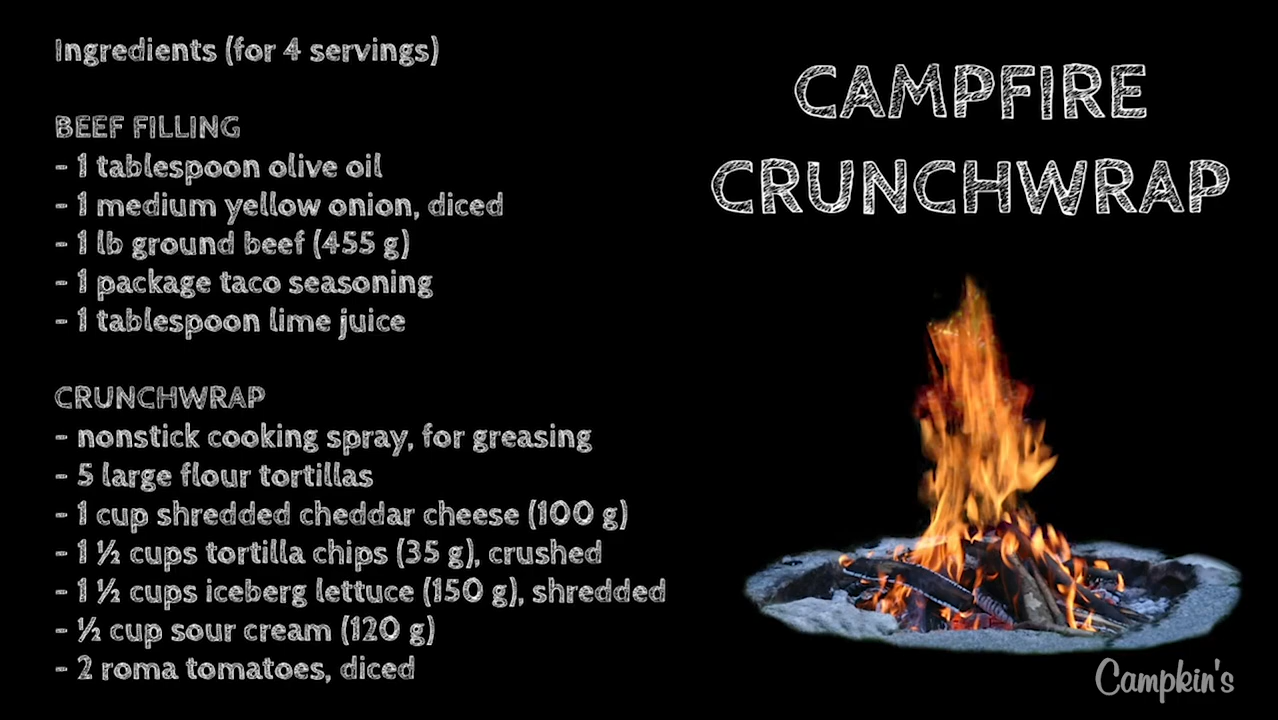 Ingredients (for 4 servings)
BEEF FILLING
- 1 tablespoon olive oil
- 1 medium yellow onion, diced
- 1 lb ground beef (455 g)
- 1 package taco seasoning
- 1 tablespoon lime juice
CRUNCHWRAP
- nonstick cooking spray, for greasing
- 5 large flour tortillas
- 1 cup shredded cheddar cheese (100 g)
- 1 ½ cups tortilla chips (35 g), crushed
- 1 ½ cups iceberg lettuce (150 g), shredded
- ½ cup sour cream (120 g)
- 2 roma tomatoes, diced
CAMPFIRE
CRUNCHWRAP
Campkin's